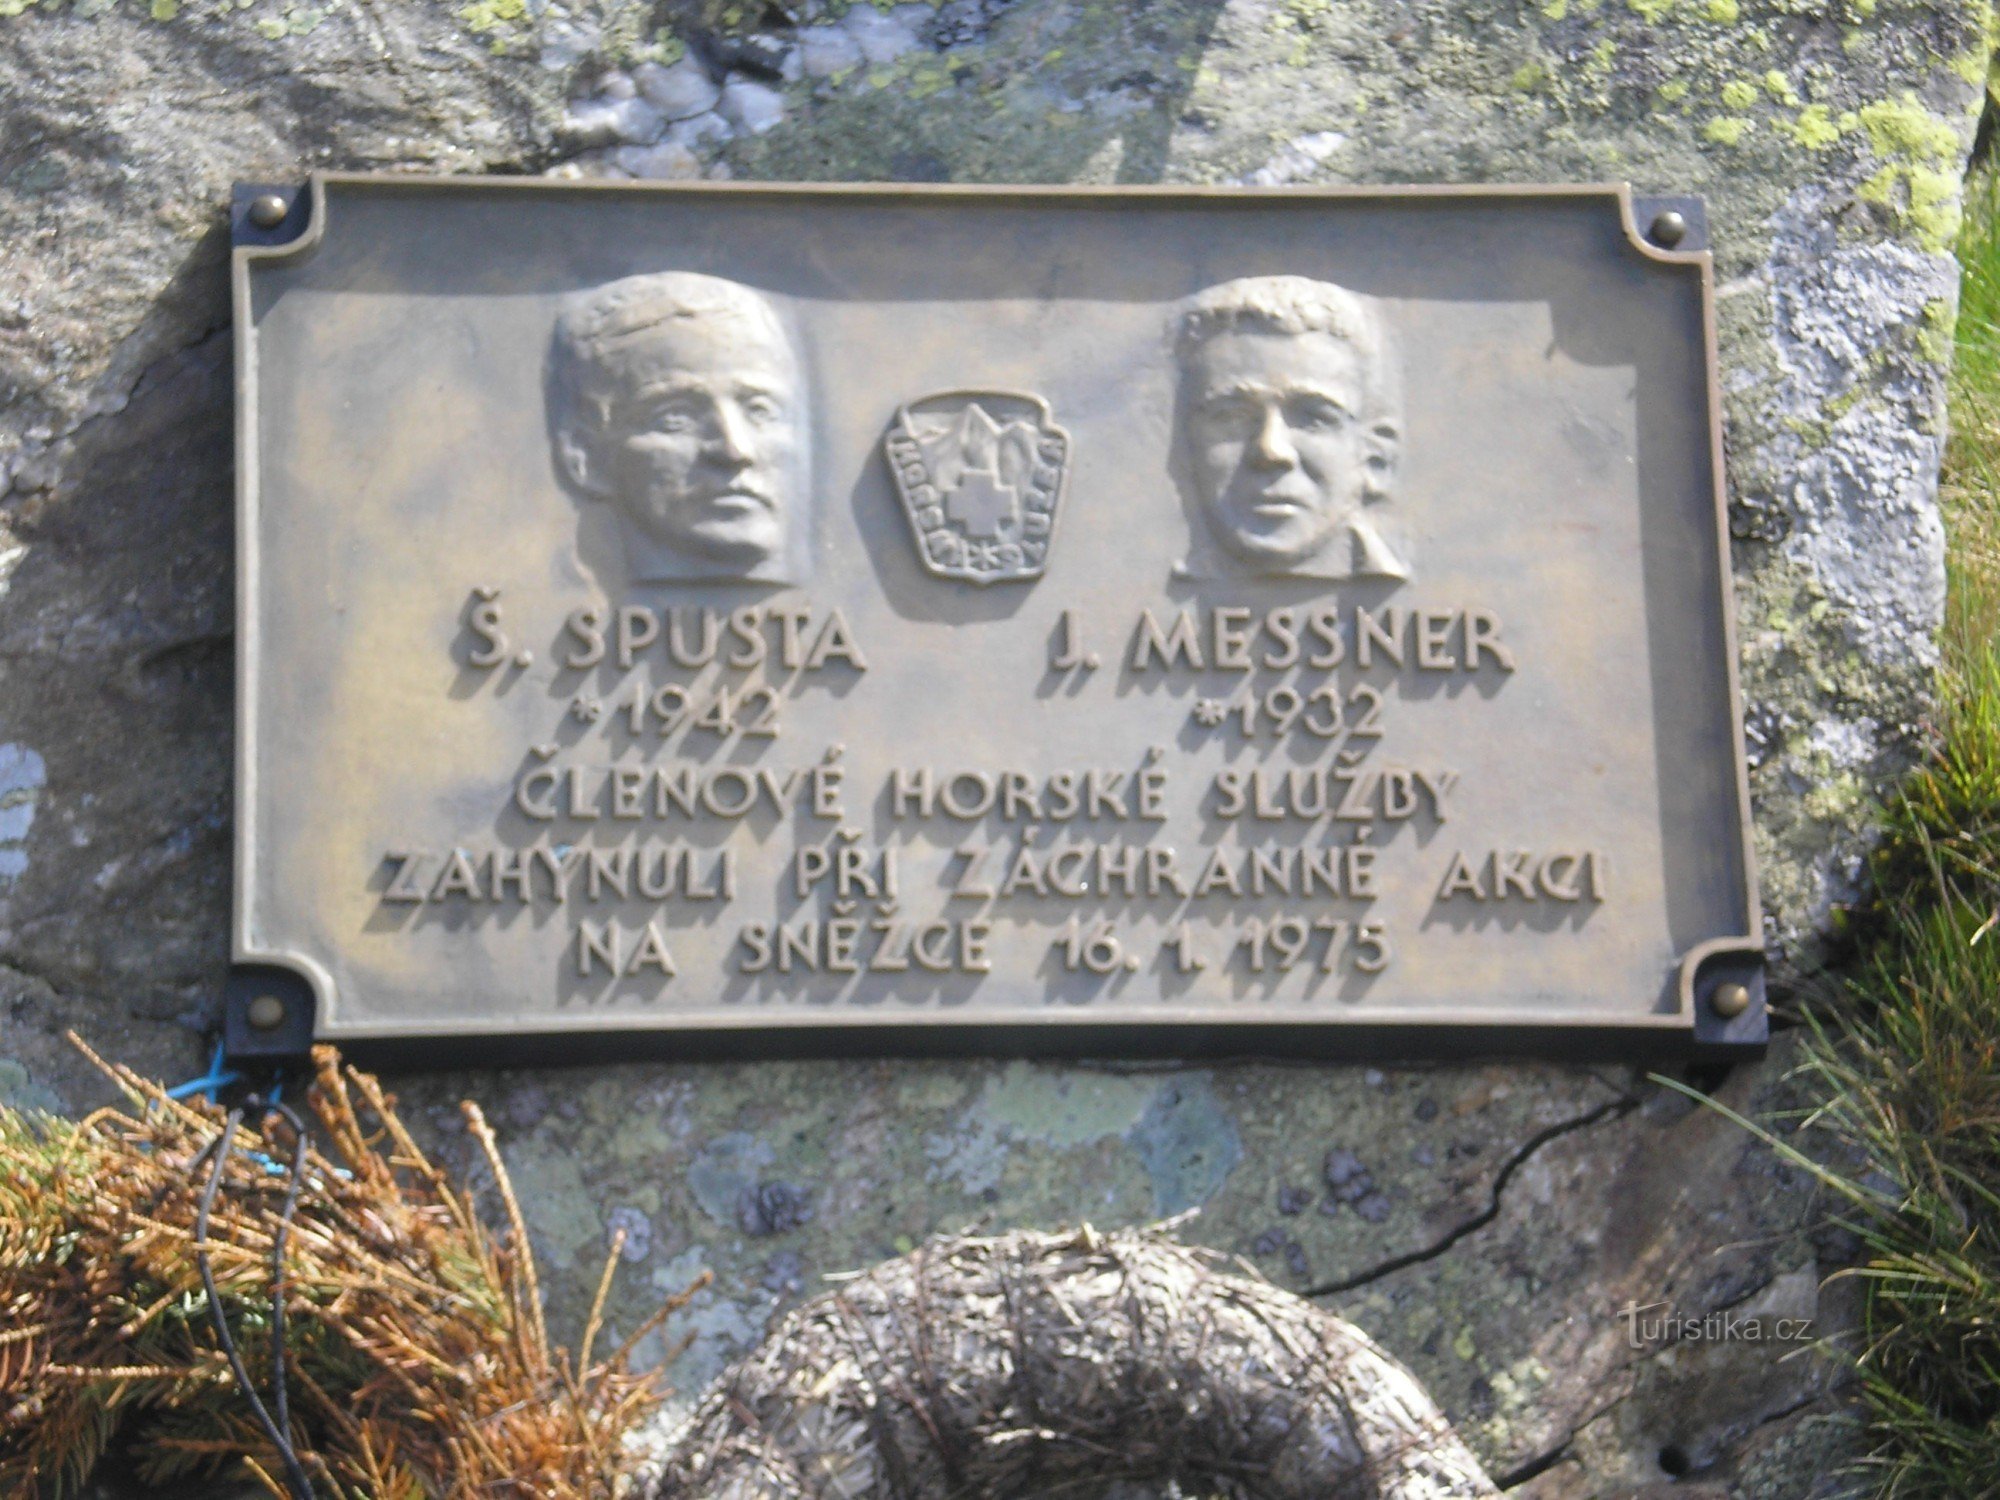 Š. SPUSTA J. MESSNER
*1942 *1932
ČLENOVÉ HORSKÉ SLUŽBY
ZAHYNULI PŘI ZÁCHRANNÉ AKCI
NA SNĚŽCE 16. 1. 1975
Turistika.cz